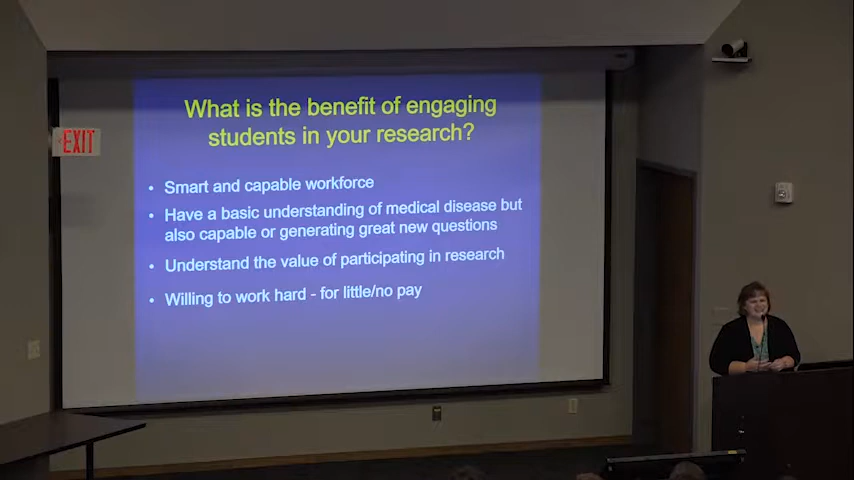 What is the benefit of engaging
students in your research?
EXIT
• Smart and capable workforce
• Have a basic understanding of medical disease but
also capable or generating great new questions
• Understand the value of participating in research
• Willing to work hard - for little/no pay